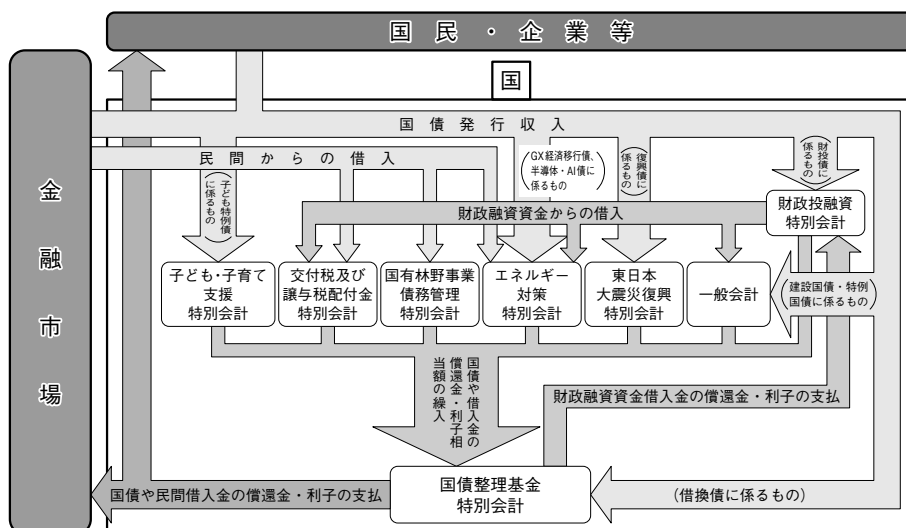 国民・企業等
国
金融市場
国債発行収入
民間からの借入
(子ども特例債
に係るもの)
(GX経済移行債、
半導体・AI債に
係るもの)
(復興債に
係るもの)
(財投債に
係るもの)
財政融資資金からの借入
財政投融資
特別会計
子ども・子育て
支援
特別会計
交付税及び
譲与税配付金
特別会計
国有林野事業
債務管理
特別会計
エネルギー
対策
特別会計
東日本
大震災復興
特別会計
一般会計
(建設国債・特例
国債に係るもの)
国債や借入金の
償還金・利子相
当額の繰入
財政融資資金借入金の償還金・利子の支払
国債や民間借入金の償還金・利子の支払
国債整理基金
特別会計
(借換債に係るもの)